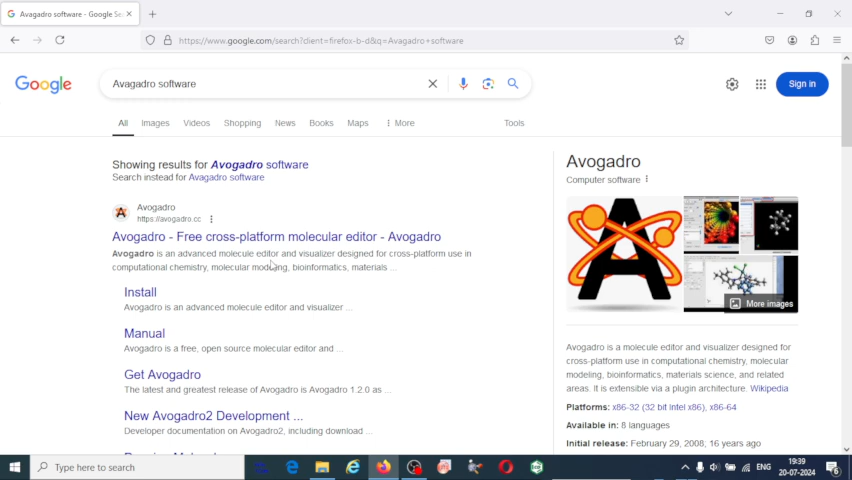 Avagadro software - Google Sea
https://www.google.com/search?client=firefox-b-d&q=Avagadro+software
Google
Avagadro software
Sign in
All Images Videos Shopping News Books Maps More Tools
Showing results for Avogadro software
Search instead for Avagadro software
Avogadro
https://avogadro.cc
Avogadro - Free cross-platform molecular editor - Avogadro
Avogadro is an advanced molecule editor and visualizer designed for cross-platform use in
computational chemistry, molecular modeling, bioinformatics, materials ...
Install
Avogadro is an advanced molecule editor and visualizer ...
Manual
Avogadro is a free, open source molecular editor and ...
Get Avogadro
The latest and greatest release of Avogadro is Avogadro 1.2.0 as ...
New Avogadro2 Development ...
Developer documentation on Avogadro2, including download ...
Avogadro
Computer software
More images
Avogadro is a molecule editor and visualizer designed for
cross-platform use in computational chemistry, molecular
modeling, bioinformatics, materials science, and related
areas. It is extensible via a plugin architecture. Wikipedia
Platforms: x86-32 (32 bit intel x86), x86-64
Available in: 8 languages
Initial release: February 29, 2008; 16 years ago
Type here to search
ENG
19:39
20-07-2024
6